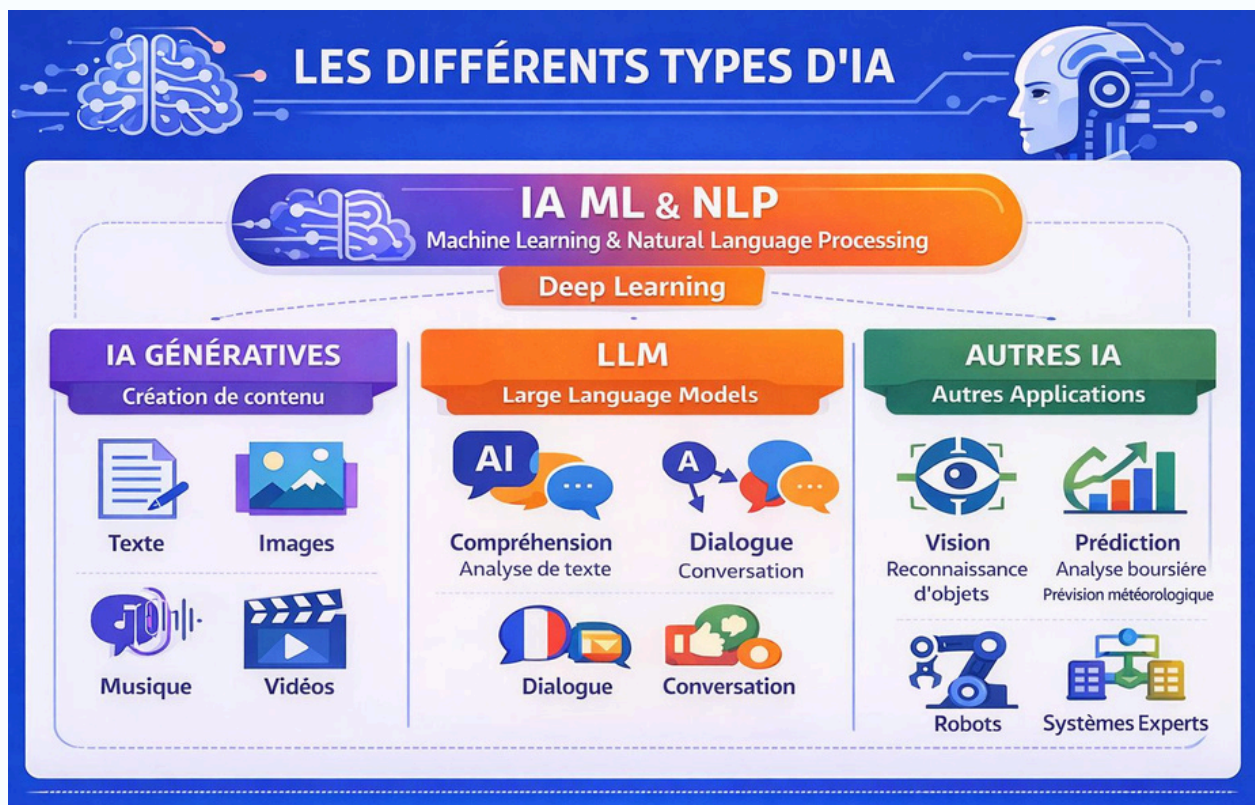 LES DIFFÉRENTS TYPES D'IA
IA ML & NLP
Machine Learning & Natural Language Processing
Deep Learning
IA GÉNÉRATIVES
Création de contenu
Texte
Images
Musique
Vidéos
LLM
Large Language Models
AI
A
Compréhension
Analyse de texte
Dialogue
Conversation
Dialogue
Conversation
AUTRES IA
Autres Applications
Vision
Reconnaissance
d'objets
Prédiction
Analyse boursiére
Prévision météorologique
Robots
Systèmes Experts